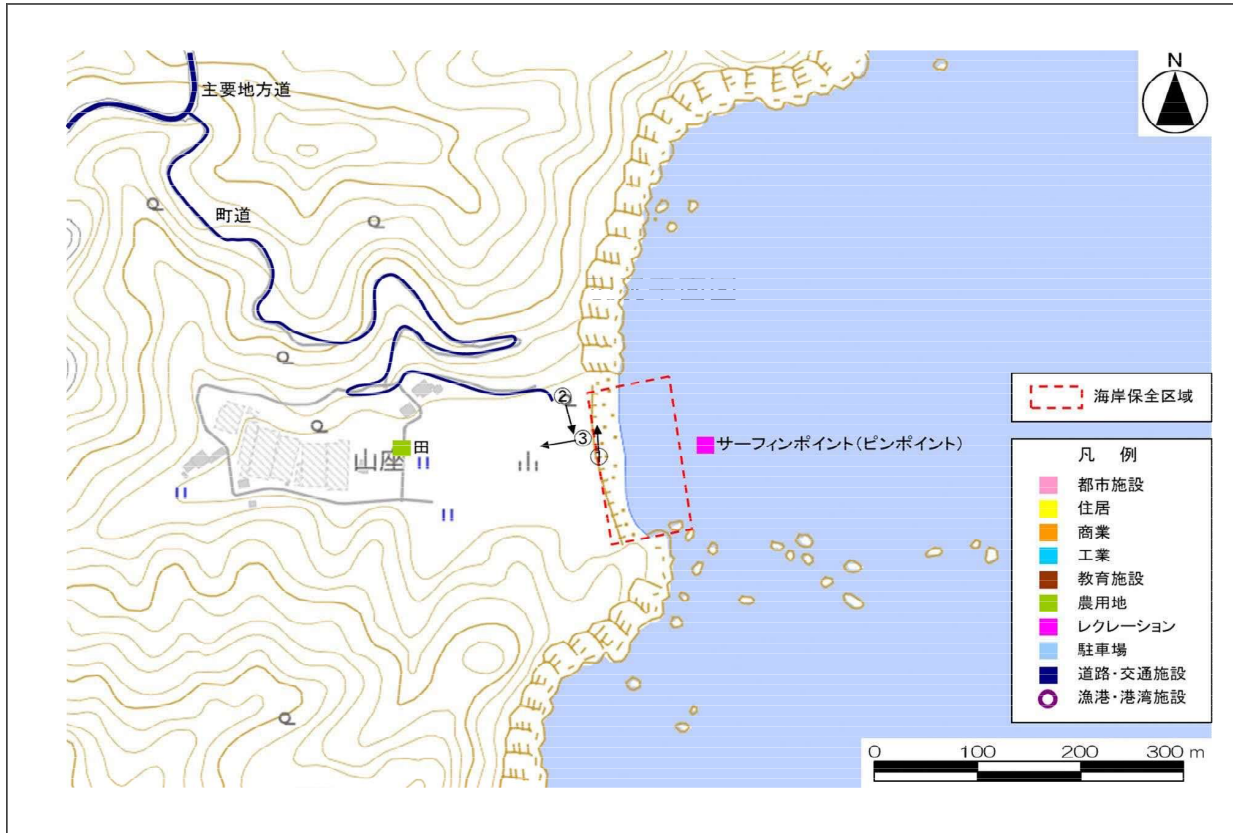 N
主要地方道
町道
②
③
①
サーフィンポイント(ピンポイント)
田
山座
海岸保全区域
凡 例
都市施設
住居
商業
工業
教育施設
農用地
レクレーション
駐車場
道路・交通施設
漁港・港湾施設
0 100 200 300 m